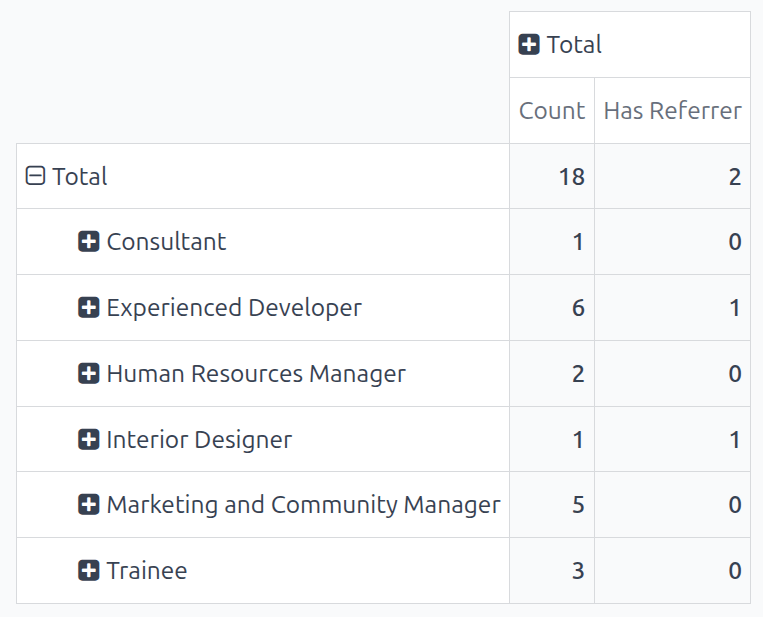 Total
Count Has Referrer
Total 18 2
Consultant 1 0
Experienced Developer 6 1
Human Resources Manager 2 0
Interior Designer 1 1
Marketing and Community Manager 5 0
Trainee 3 0